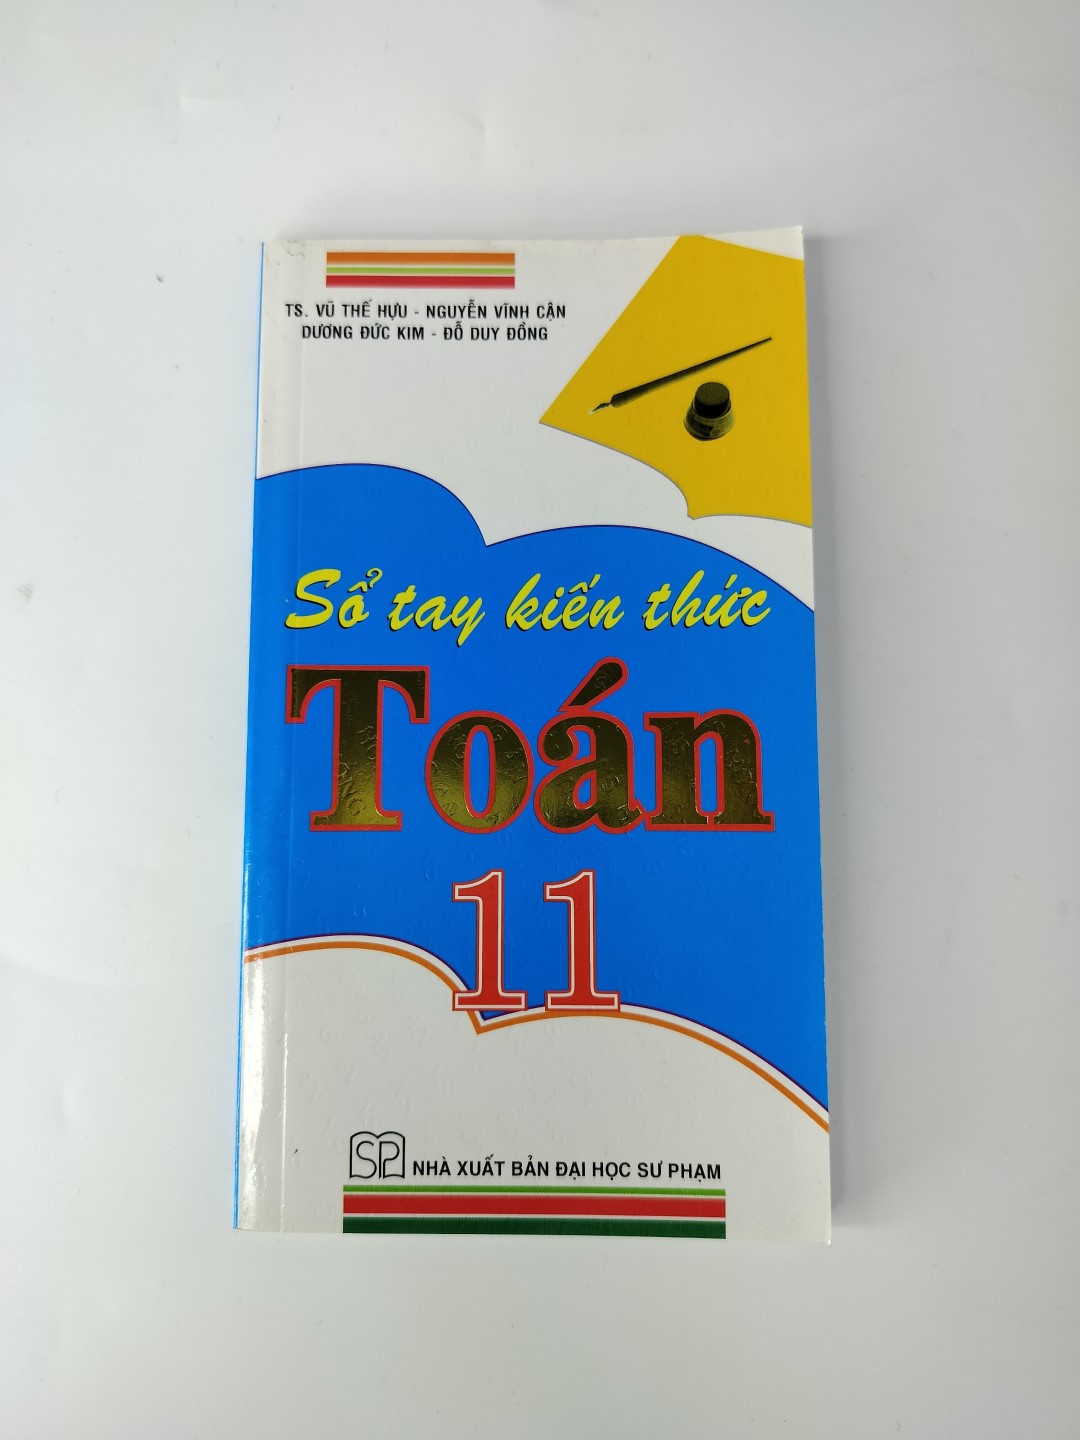 TS. VŨ THẾ HỰU - NGUYỄN VĨNH CẬN
DƯƠNG ĐỨC KIM - ĐỖ DUY ĐỒNG
Sổ tay kiến thức
Toán
11
SP NHÀ XUẤT BẢN ĐẠI HỌC SƯ PHẠM